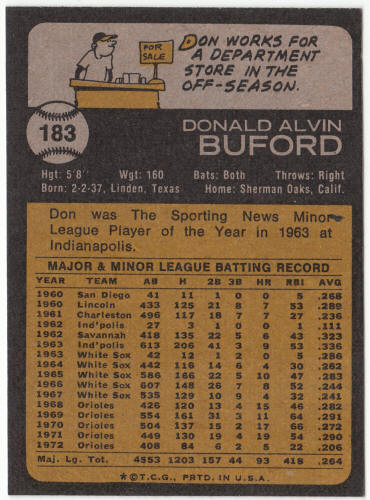 DON WORKS FOR
A DEPARTMENT
STORE IN THE
OFF-SEASON.
FOR
SALE
183
DONALD ALVIN
BUFORD
Hgt: 5'8" Wgt: 160 Bats: Both Throws: Right
Born: 2-2-37, Linden, Texas Home: Sherman Oaks, Calif.
Don was The Sporting News Minor
League Player of the Year in 1963 at
Indianapolis.
MAJOR & MINOR LEAGUE BATTING RECORD
YEAR TEAM AB H 2B 3B HR RBI AVG
1960 San Diego 41 11 1 0 0 5 .268
1960 Lincoln 433 125 21 8 7 53 .289
1961 Charleston 496 117 18 7 7 27 .236
1962 Ind'polis 27 3 1 0 0 1 .111
1962 Savannah 418 135 22 5 6 43 .323
1963 Ind'polis 613 206 41 3 9 53 .336
1963 White Sox 42 12 1 2 0 5 .286
1964 White Sox 442 116 14 6 4 30 .262
1965 White Sox 586 166 22 5 10 47 .283
1966 White Sox 607 148 26 7 8 52 .244
1967 White Sox 535 129 10 9 4 32 .241
1968 Orioles 426 120 13 4 15 46 .282
1969 Orioles 554 161 31 3 11 64 .291
1970 Orioles 504 137 15 2 17 66 .272
1971 Orioles 449 130 19 4 19 54 .290
1972 Orioles 408 84 6 2 5 22 .206
Maj. Lg. Tot. 4553 1203 157 44 93 418 .264
*©T.C.G., PRTD. IN U.S.A.